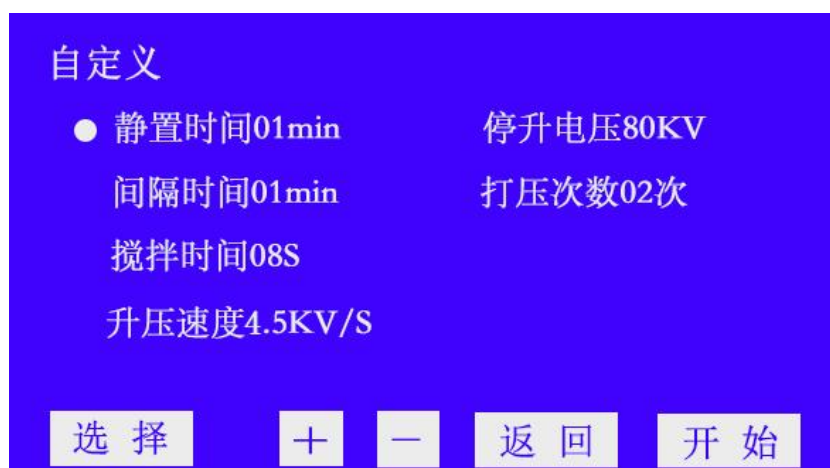 自定义
静置时间01min 停升电压80KV
间隔时间01min 打压次数02次
搅拌时间08S
升压速度4.5KV/S
选 择 + - 返 回 开 始